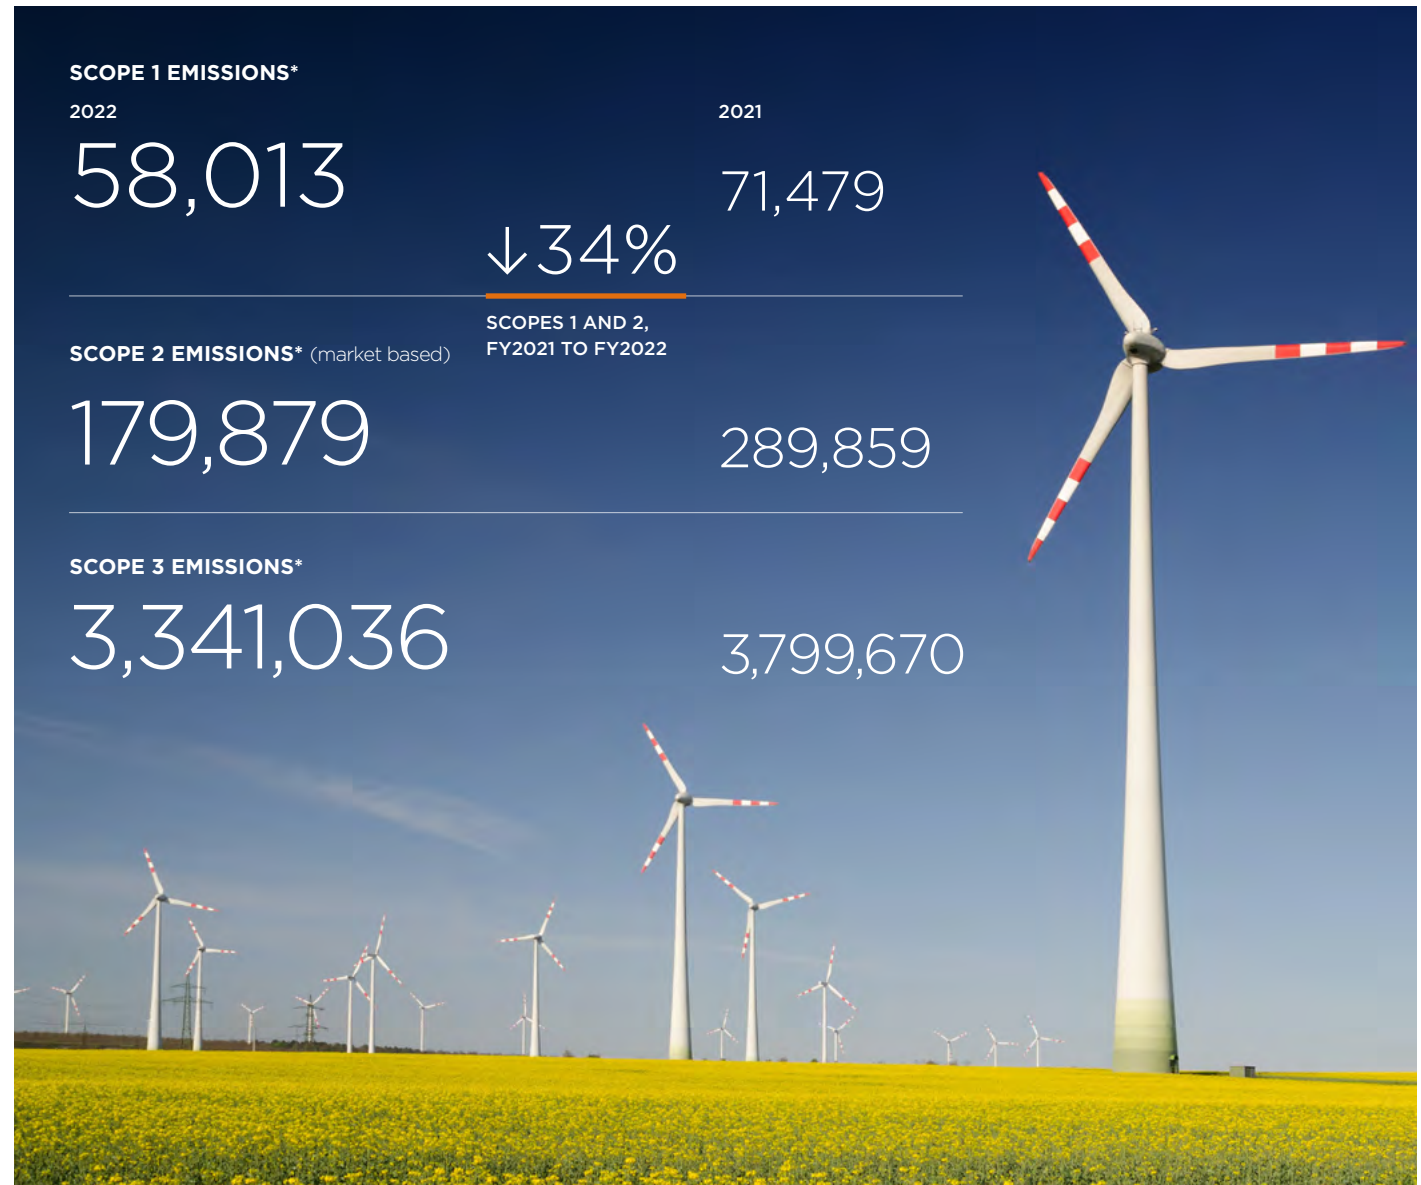 SCOPE 1 EMISSIONS*
2022
2021
58,013
71,479
↓34%
SCOPES 1 AND 2,
FY2021 TO FY2022
SCOPE 2 EMISSIONS* (market based)
179,879
289,859
SCOPE 3 EMISSIONS*
3,341,036
3,799,670